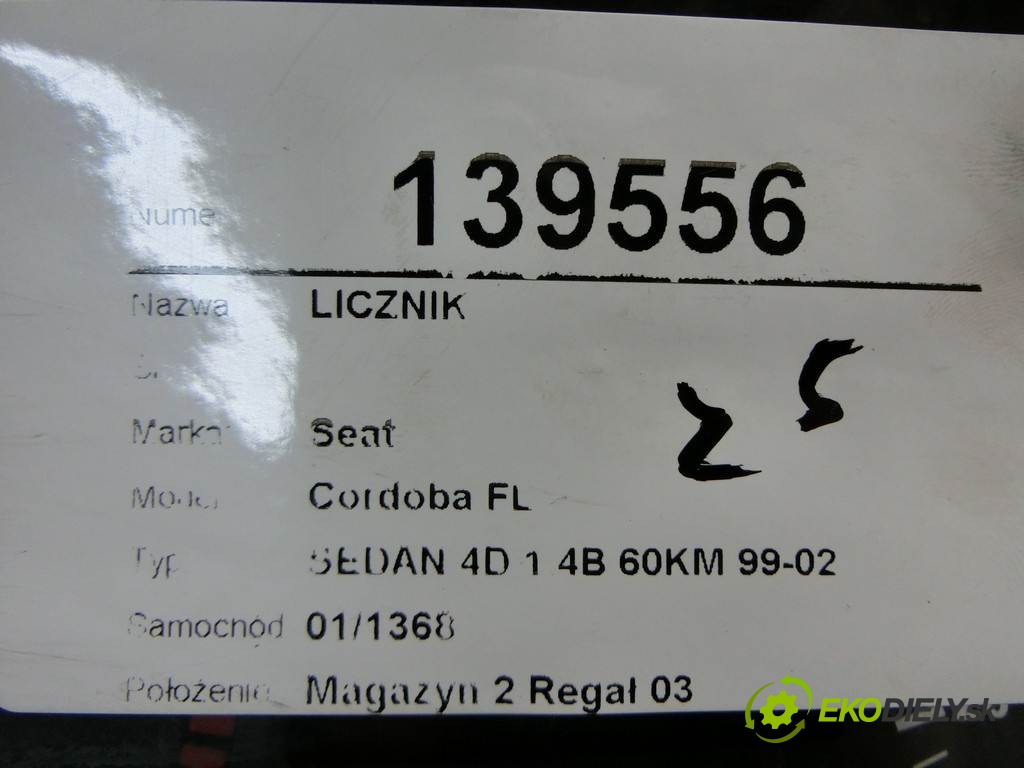 Nume 139556
Nazwa LICZNIK
Marka Seat
Model Cordoba FL
Typ SEDAN 4D 1 4B 60KM 99-02
Samochód 01/1368
Położenie Magazyn 2 Regał 03
25
EKODIELY.sk